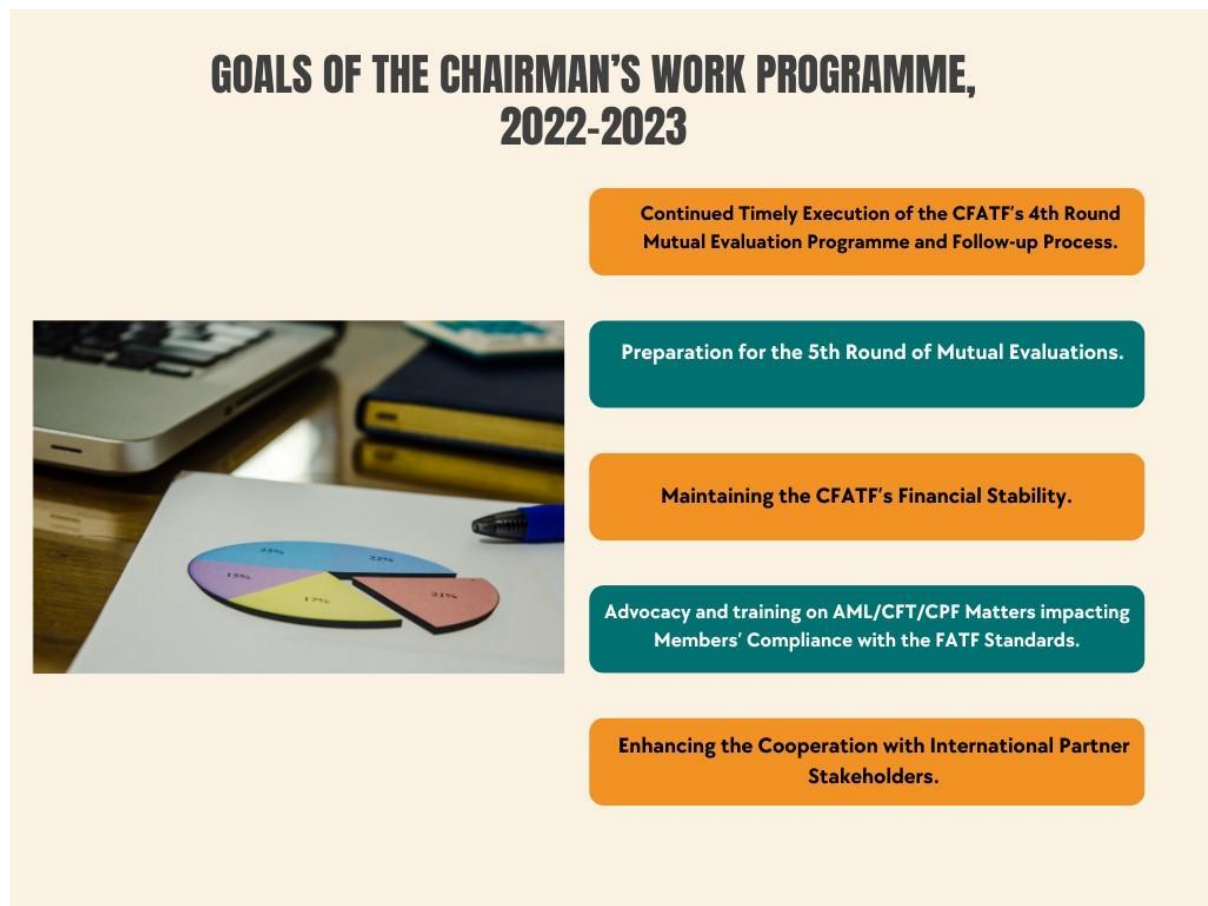 GOALS OF THE CHAIRMAN’S WORK PROGRAMME,
2022-2023
Continued Timely Execution of the CFATF's 4th Round
Mutual Evaluation Programme and Follow-up Process.
Preparation for the 5th Round of Mutual Evaluations.
Maintaining the CFATF's Financial Stability.
Advocacy and training on AML/CFT/CPF Matters impacting
Members' Compliance with the FATF Standards.
Enhancing the Cooperation with International Partner
Stakeholders.
15%
17%
21%